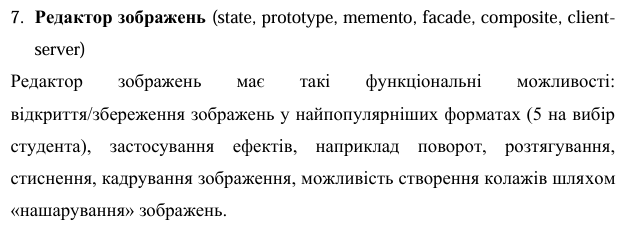 7. Редактор зображень (state, prototype, memento, facade, composite, client-
server)
Редактор зображень має такі функціональні можливості:
відкриття/збереження зображень у найпопулярніших форматах (5 на вибір
студента), застосування ефектів, наприклад поворот, розтягування,
стиснення, кадрування зображення, можливість створення колажів шляхом
«нашарування» зображень.